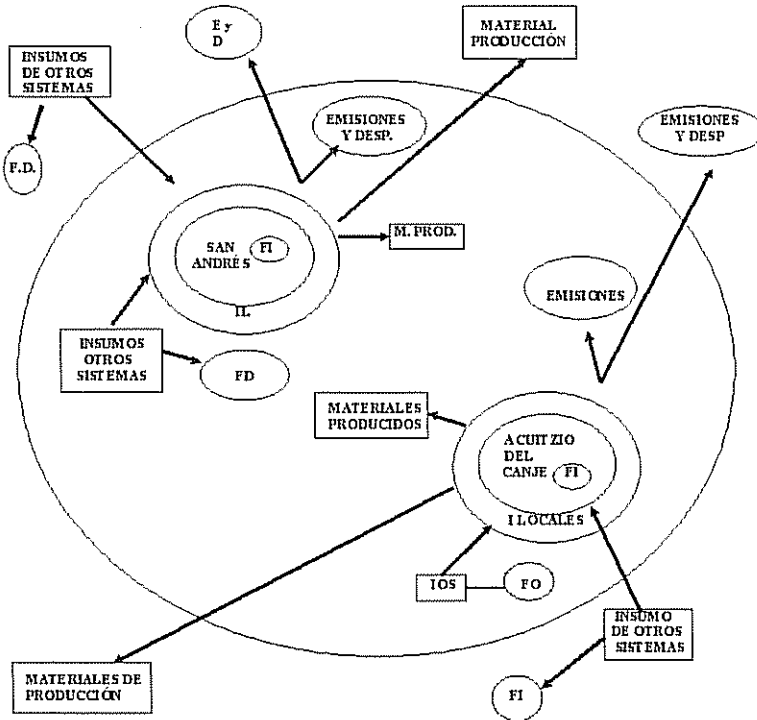 E y
D
MATERIAL
PRODUCCIÓN
INSUMOS
DE OTROS
SISTEMAS
EMISIONES
Y DESP.
EMISIONES
Y DESP
F.D.
SAN
ANDRÉS
FI
M. PROD.
IL
EMISIONES
INSUMOS
OTROS
SISTEMAS
FD
MATERIALES
PRODUCIDOS
ACUITZIO
DEL
CANJE
FI
I LOCALES
IOS
FO
INSUMO
DE OTROS
SISTEMAS
MATERIALES DE
PRODUCCIÓN
FI